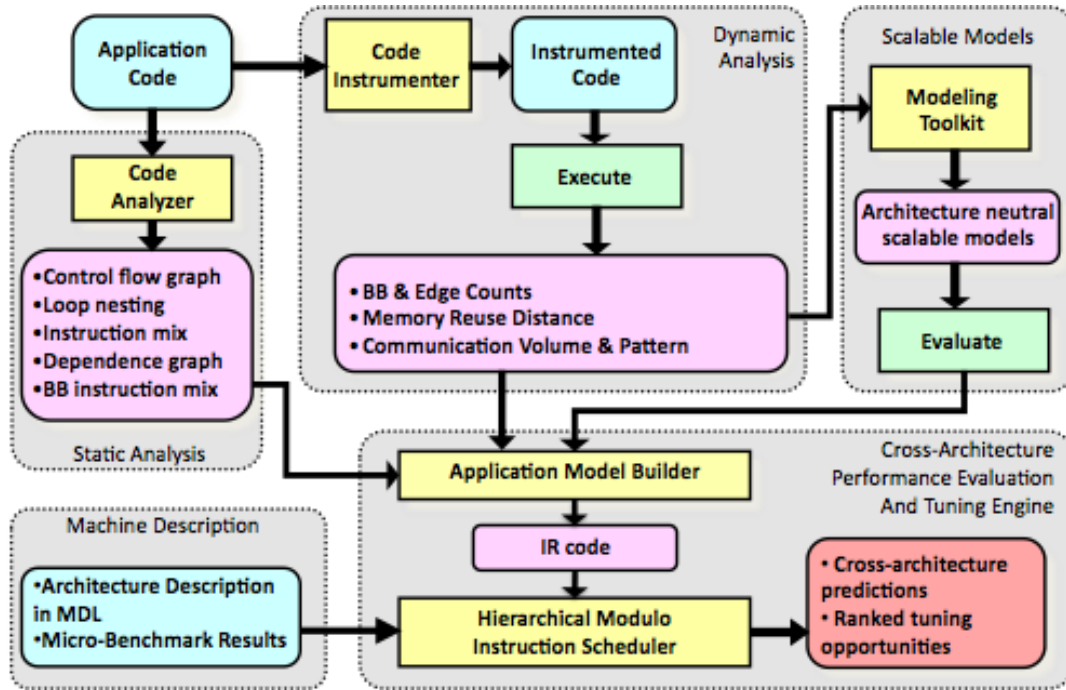 Application
Code
Code
Instrumenter
Instrumented
Code
Dynamic
Analysis
Execute
•BB & Edge Counts
•Memory Reuse Distance
•Communication Volume & Pattern
Scalable Models
Modeling
Toolkit
Architecture neutral
scalable models
Evaluate
Code
Analyzer
•Control flow graph
•Loop nesting
•Instruction mix
•Dependence graph
•BB instruction mix
Static Analysis
Cross-Architecture
Performance Evaluation
And Tuning Engine
Application Model Builder
IR code
Machine Description
•Architecture Description
in MDL
•Micro-Benchmark Results
Hierarchical Modulo
Instruction Scheduler
• Cross-architecture
predictions
• Ranked tuning
opportunities